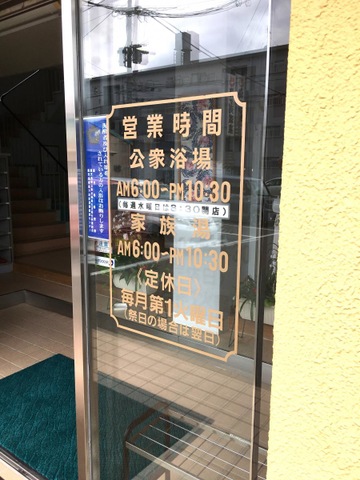 営業時間
公衆浴場
AM6:00~PM10:30
(毎週水曜日は8:30開店)
家族湯
AM6:00~PM10:30
〈定休日〉
毎月第1火曜日
(祭日の場合は翌日)